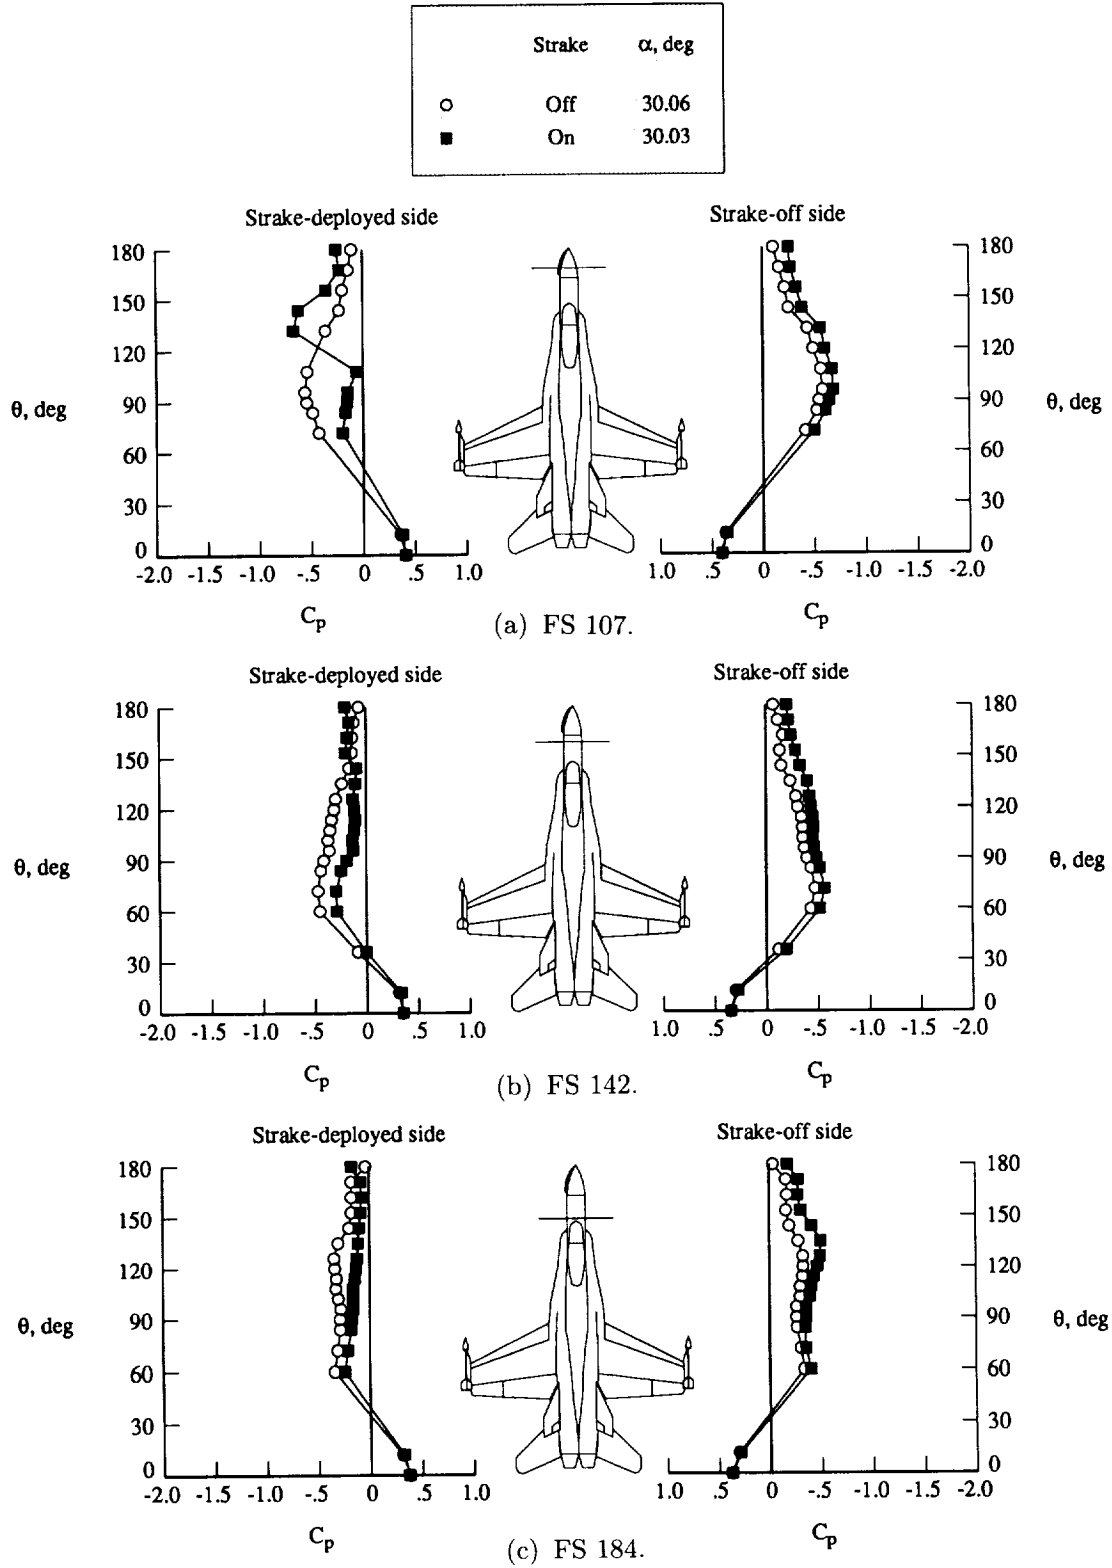 Strake α, deg
Off 30.06
On 30.03
Strake-deployed side
Strake-off side
180
150
120
90
60
30
0
θ, deg
-2.0 -1.5 -1.0 -.5 0 .5 1.0
Cp
180
150
120
90
60
30
0
θ, deg
1.0 .5 0 -.5 -1.0 -1.5 -2.0
Cp
(a) FS 107.
Strake-deployed side
Strake-off side
180
150
120
90
60
30
0
θ, deg
-2.0 -1.5 -1.0 -.5 0 .5 1.0
Cp
180
150
120
90
60
30
0
θ, deg
1.0 .5 0 -.5 -1.0 -1.5 -2.0
Cp
(b) FS 142.
Strake-deployed side
Strake-off side
180
150
120
90
60
30
0
θ, deg
-2.0 -1.5 -1.0 -.5 0 .5 1.0
Cp
180
150
120
90
60
30
0
θ, deg
1.0 .5 0 -.5 -1.0 -1.5 -2.0
Cp
(c) FS 184.